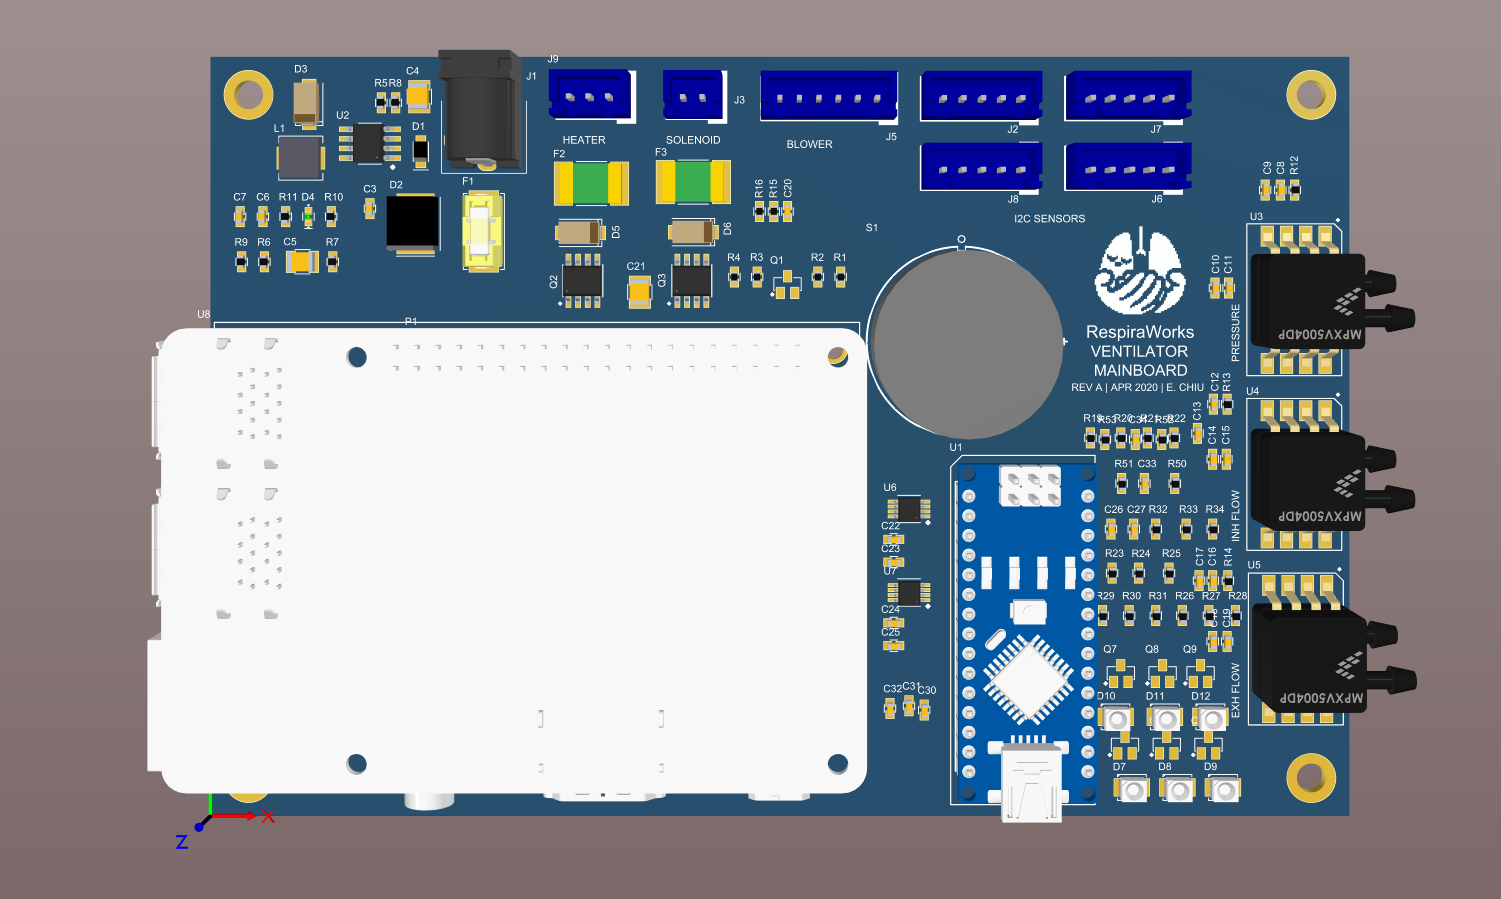 J9
D3
R5
R8
C4
J1
J3
U2
D1
L1
HEATER
SOLENOID
BLOWER
J5
J2
J7
F2
F3
F1
C9
C8
R12
C7
C6
R11
D4
R10
C3
D2
R16
R15
C20
J8
J6
I2C SENSORS
U3
D5
D6
S1
R9
R6
C5
R7
Q2
C21
Q3
R4
R3
Q1
R2
R1
C10
C11
PRESSURE
MPXV5004DP
U8
P1
RespiraWorks
VENTILATOR
MAINBOARD
REV A | APR 2020 | E. CHIU
C12
R13
U4
R19
R53
R20
R21
R52
R22
C13
C14
C15
U1
R51
C33
R50
U6
INH FLOW
MPXV5004DP
C26
C27
R32
R33
R34
C22
C23
U7
R23
R24
R25
C17
C16
R14
U5
R29
R30
R31
R26
R27
R28
C24
C25
C19
Q7
Q8
Q9
EXH FLOW
MPXV5004DP
C32
C31
C30
D10
D11
D12
D7
D8
D9
X
Z